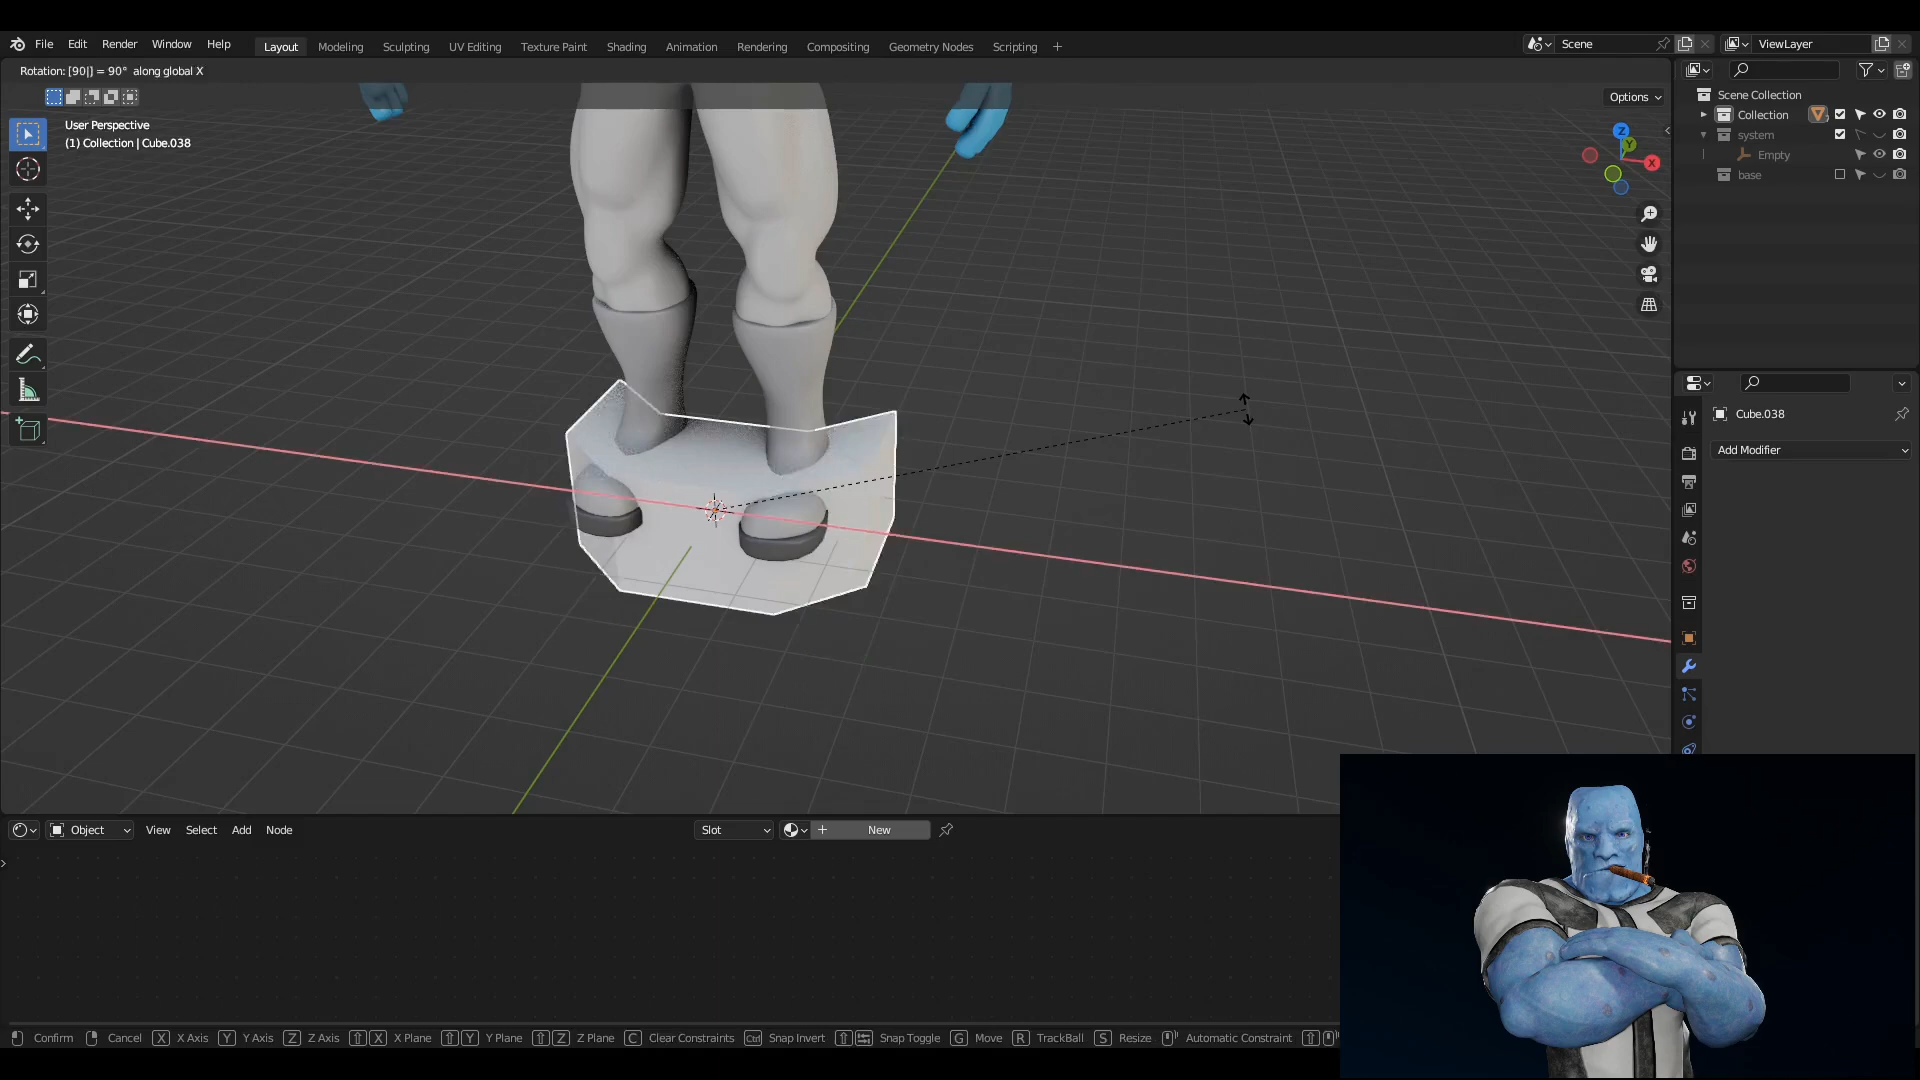 File Edit Render Window Help Layout Modeling Sculpting UV Editing Texture Paint Shading Animation Rendering Compositing Geometry Nodes Scripting + Scene ViewLayer
Rotation: [90|] = 90° along global X
Options
User Perspective
(1) Collection | Cube.038
Z
Y
X
Scene Collection
Collection
system
Empty
base
Cube.038
Add Modifier
Object View Select Add Node Slot New
Confirm Cancel X X Axis Y Y Axis Z Z Axis X X Plane Y Y Plane Z Z Plane C Clear Constraints Ctrl Snap Invert Snap Toggle G Move R TrackBall S Resize Automatic Constraint